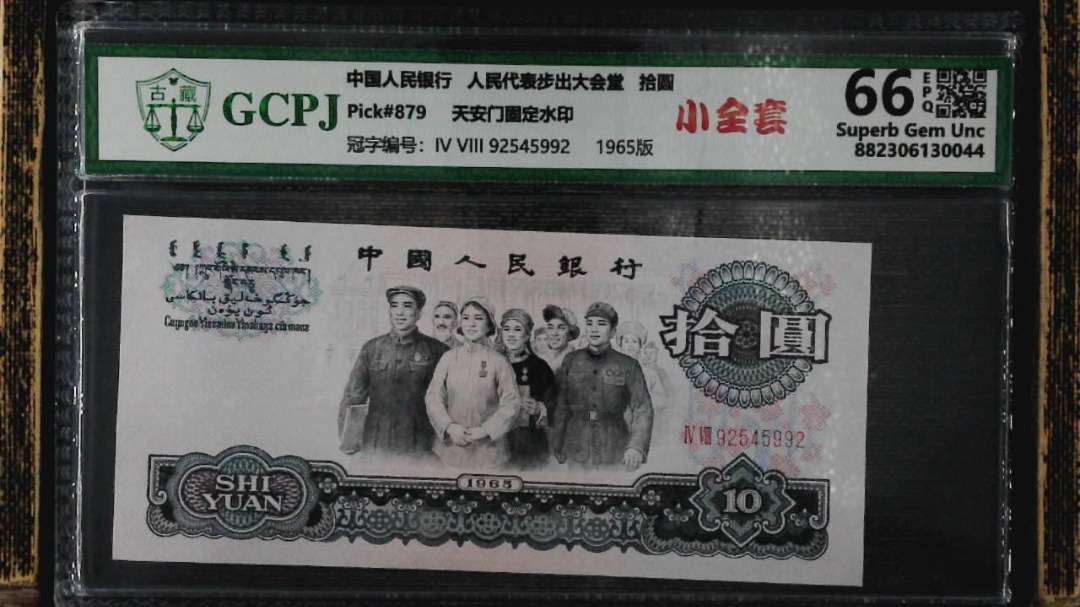 古 藏
GCPJ
中国人民银行 人民代表步出大会堂 拾圆
Pick#879 天安门固定水印
冠字编号: IV VIII 92545992 1965版
小全套
66 EPQ
Superb Gem Unc
882306130044
中國人民銀行
拾圓
IV VIII 92545992
1965
SHI
YUAN
10